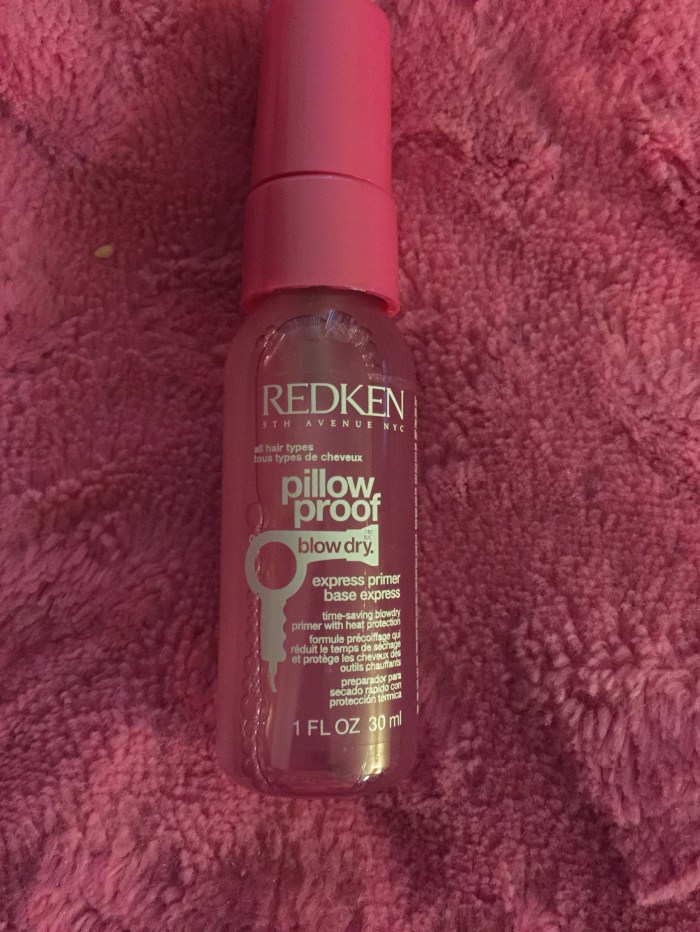 REDKEN
5TH AVENUE NYC
all hair types
tous types de cheveux
pillow
proof
blow dry.
express primer
base express
time-saving blowdry
primer with heat protection
formule précoiffage qui
réduit le temps de séchage
et protège les cheveux des
outils chauffants
preparador para
secado rápido con
protección térmica
1 FL OZ 30 ml